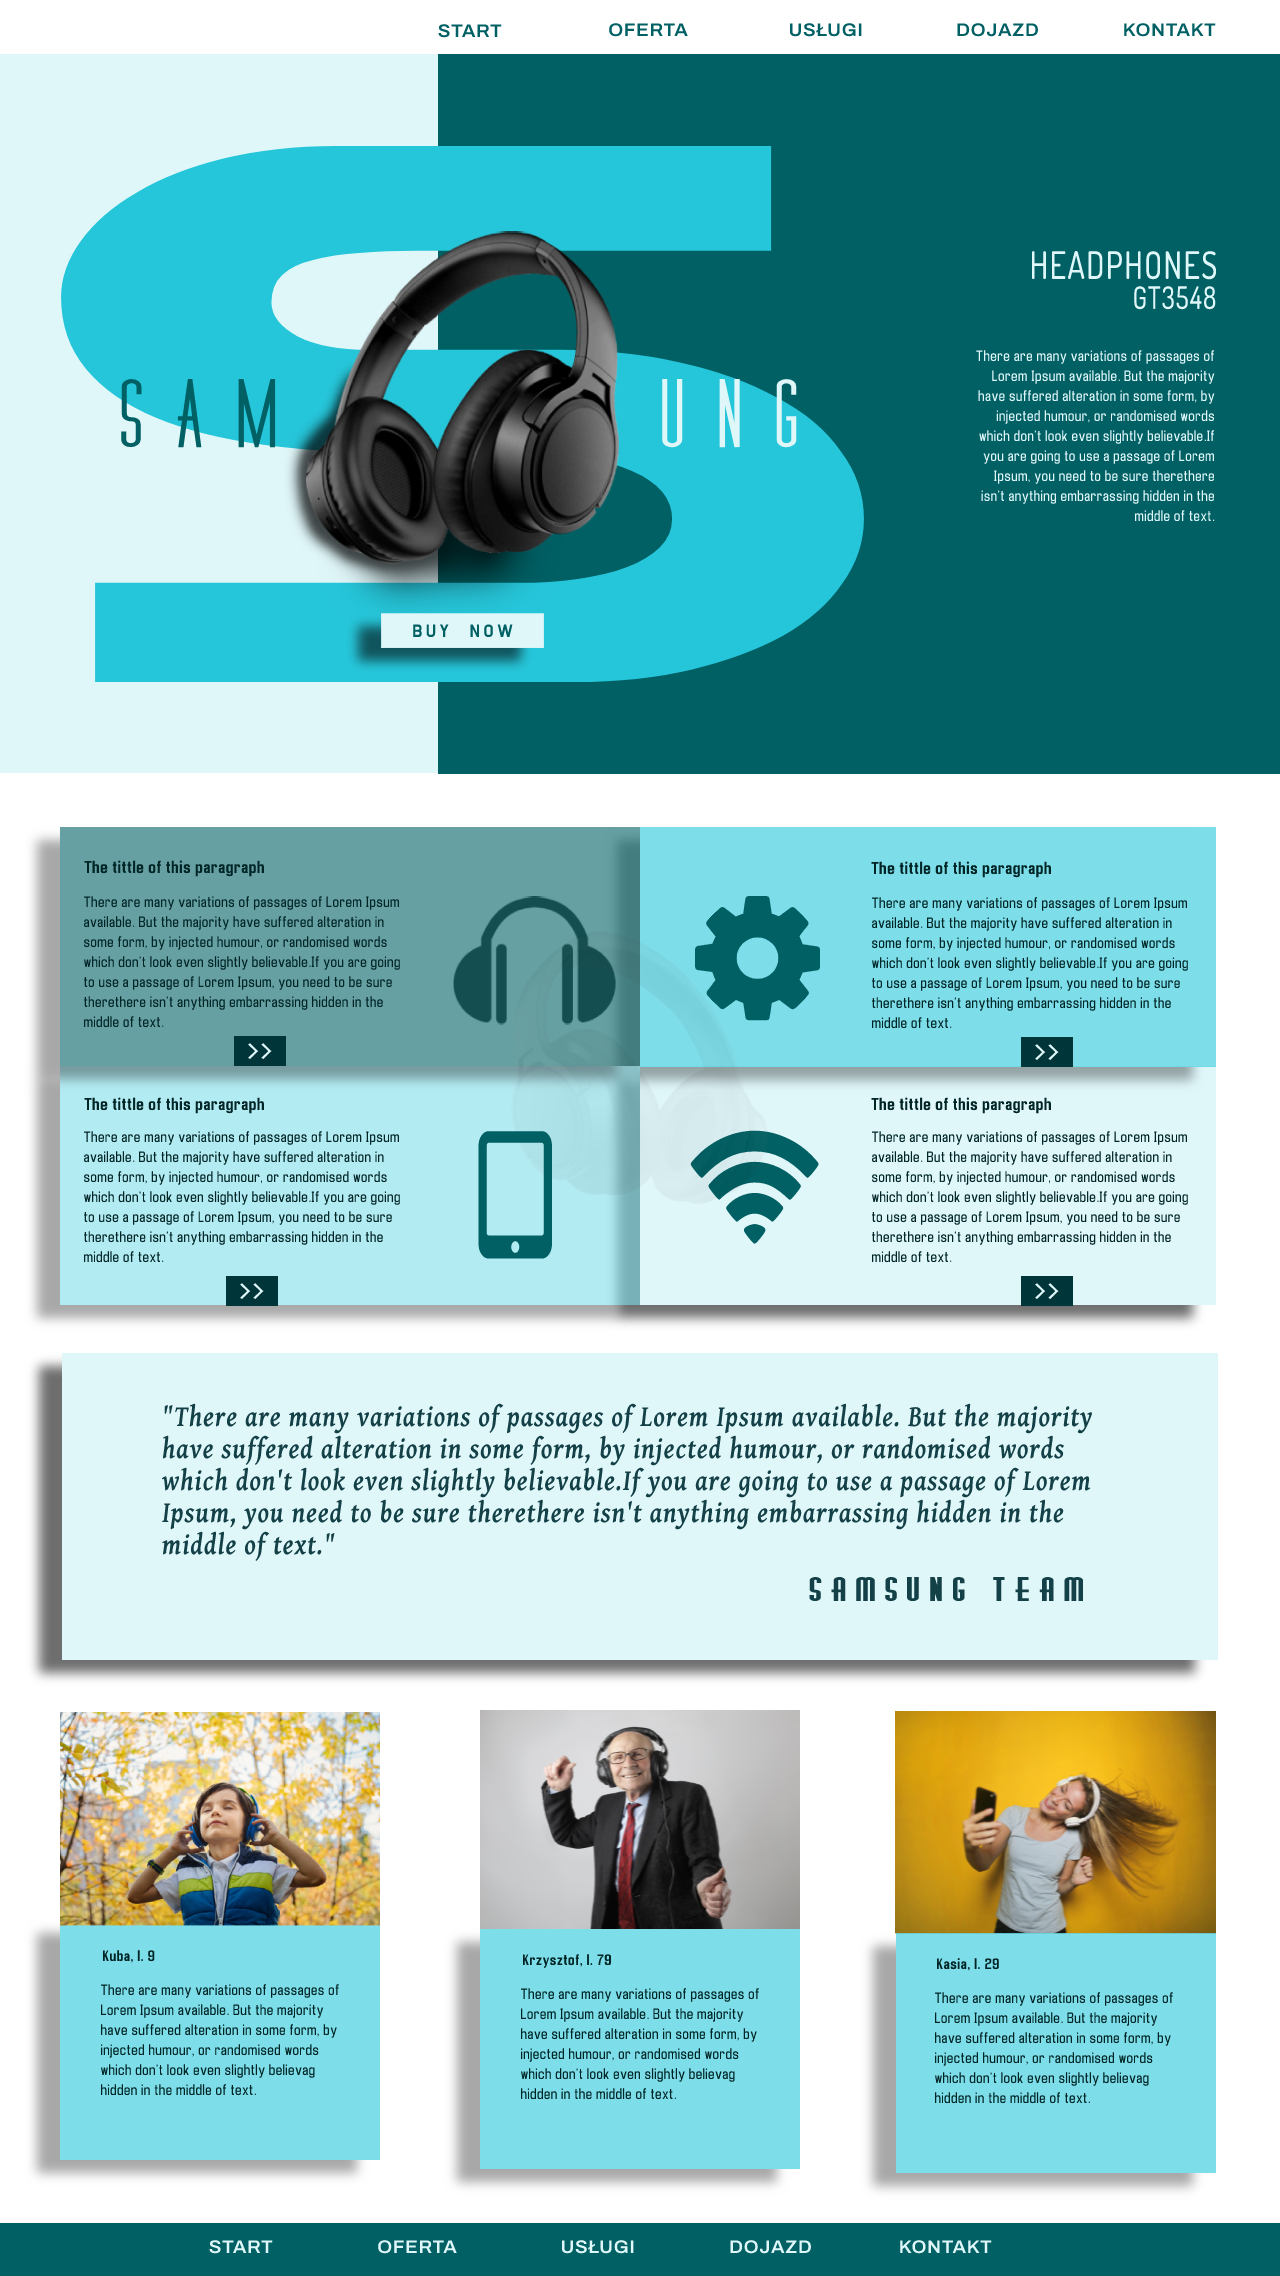 START OFERTA USŁUGI DOJAZD KONTAKT
S
SAM UNG
HEADPHONES
GT3548
There are many variations of passages of
Lorem Ipsum available. But the majority
have suffered alteration in some form, by
injected humour, or randomised words
which don't look even slightly believable.If
you are going to use a passage of Lorem
Ipsum, you need to be sure therethere
isn't anything embarrassing hidden in the
middle of text.
BUY NOW
The tittle of this paragraph
There are many variations of passages of Lorem Ipsum
available. But the majority have suffered alteration in
some form, by injected humour, or randomised words
which don't look even slightly believable.If you are going
to use a passage of Lorem Ipsum, you need to be sure
therethere isn't anything embarrassing hidden in the
middle of text.
>>
The tittle of this paragraph
There are many variations of passages of Lorem Ipsum
available. But the majority have suffered alteration in
some form, by injected humour, or randomised words
which don't look even slightly believable.If you are going
to use a passage of Lorem Ipsum, you need to be sure
therethere isn't anything embarrassing hidden in the
middle of text.
>>
The tittle of this paragraph
There are many variations of passages of Lorem Ipsum
available. But the majority have suffered alteration in
some form, by injected humour, or randomised words
which don't look even slightly believable.If you are going
to use a passage of Lorem Ipsum, you need to be sure
therethere isn't anything embarrassing hidden in the
middle of text.
>>
The tittle of this paragraph
There are many variations of passages of Lorem Ipsum
available. But the majority have suffered alteration in
some form, by injected humour, or randomised words
which don't look even slightly believable.If you are going
to use a passage of Lorem Ipsum, you need to be sure
therethere isn't anything embarrassing hidden in the
middle of text.
>>
"There are many variations of passages of Lorem Ipsum available. But the majority
have suffered alteration in some form, by injected humour, or randomised words
which don't look even slightly believable.If you are going to use a passage of Lorem
Ipsum, you need to be sure therethere isn't anything embarrassing hidden in the
middle of text."
SAMSUNG TEAM
Kuba, l. 9
There are many variations of passages of
Lorem Ipsum available. But the majority
have suffered alteration in some form, by
injected humour, or randomised words
which don't look even slightly believag
hidden in the middle of text.
Krzysztof, l. 79
There are many variations of passages of
Lorem Ipsum available. But the majority
have suffered alteration in some form, by
injected humour, or randomised words
which don't look even slightly believag
hidden in the middle of text.
Kasia, l. 29
There are many variations of passages of
Lorem Ipsum available. But the majority
have suffered alteration in some form, by
injected humour, or randomised words
which don't look even slightly believag
hidden in the middle of text.
START OFERTA USŁUGI DOJAZD KONTAKT